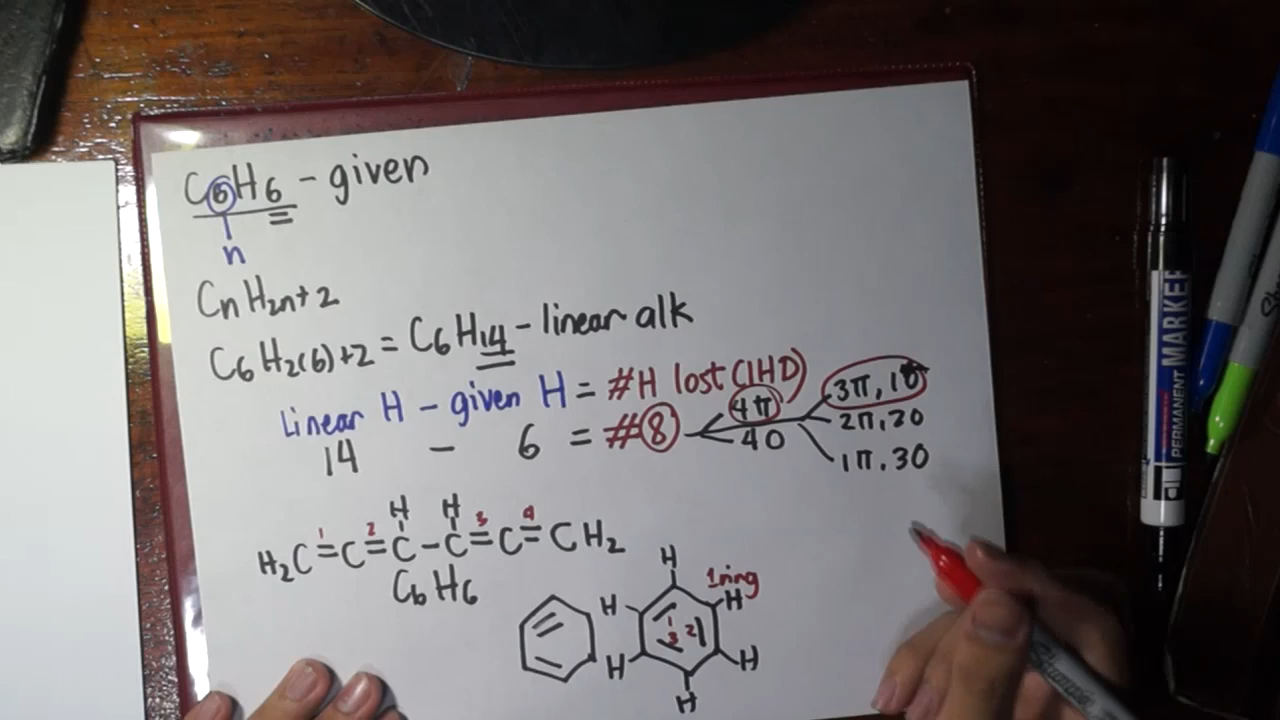 C6H6 - given
n
CnH2n+2
C6H2(6)+2 = C6H14 - linear alk
Linear H - given H = #H lost (IHD)
14 - 6 = #8
4π
4O
3π, 1O
2π, 2O
1π, 3O
H H
1 2 3 4
H2C=C=C-C=C=CH2
C6H6
H
1ring
H H
1
3 2
H H
H
PERMANENT MARKER
Sharpie